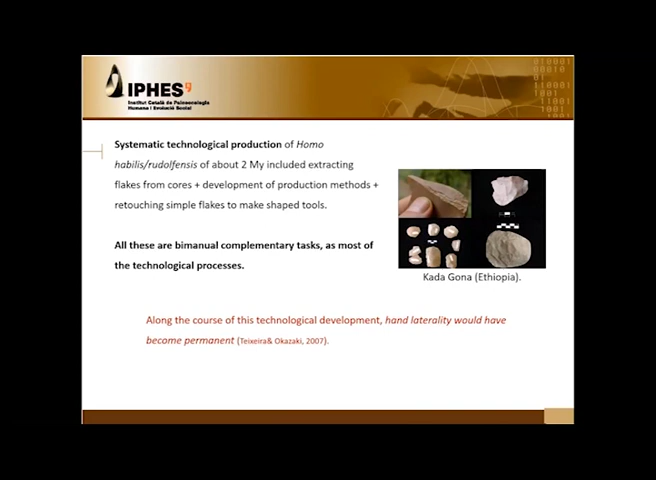 IPHES
Institut Català de Paleoecologia
Humana i Evolució Social
Systematic technological production of Homo
habilis/rudolfensis of about 2 My included extracting
flakes from cores + development of production methods +
retouching simple flakes to make shaped tools.
All these are bimanual complementary tasks, as most of
the technological processes.
Kada Gona (Ethiopia).
Along the course of this technological development, hand laterality would have
become permanent (Teixeira& Okazaki, 2007).